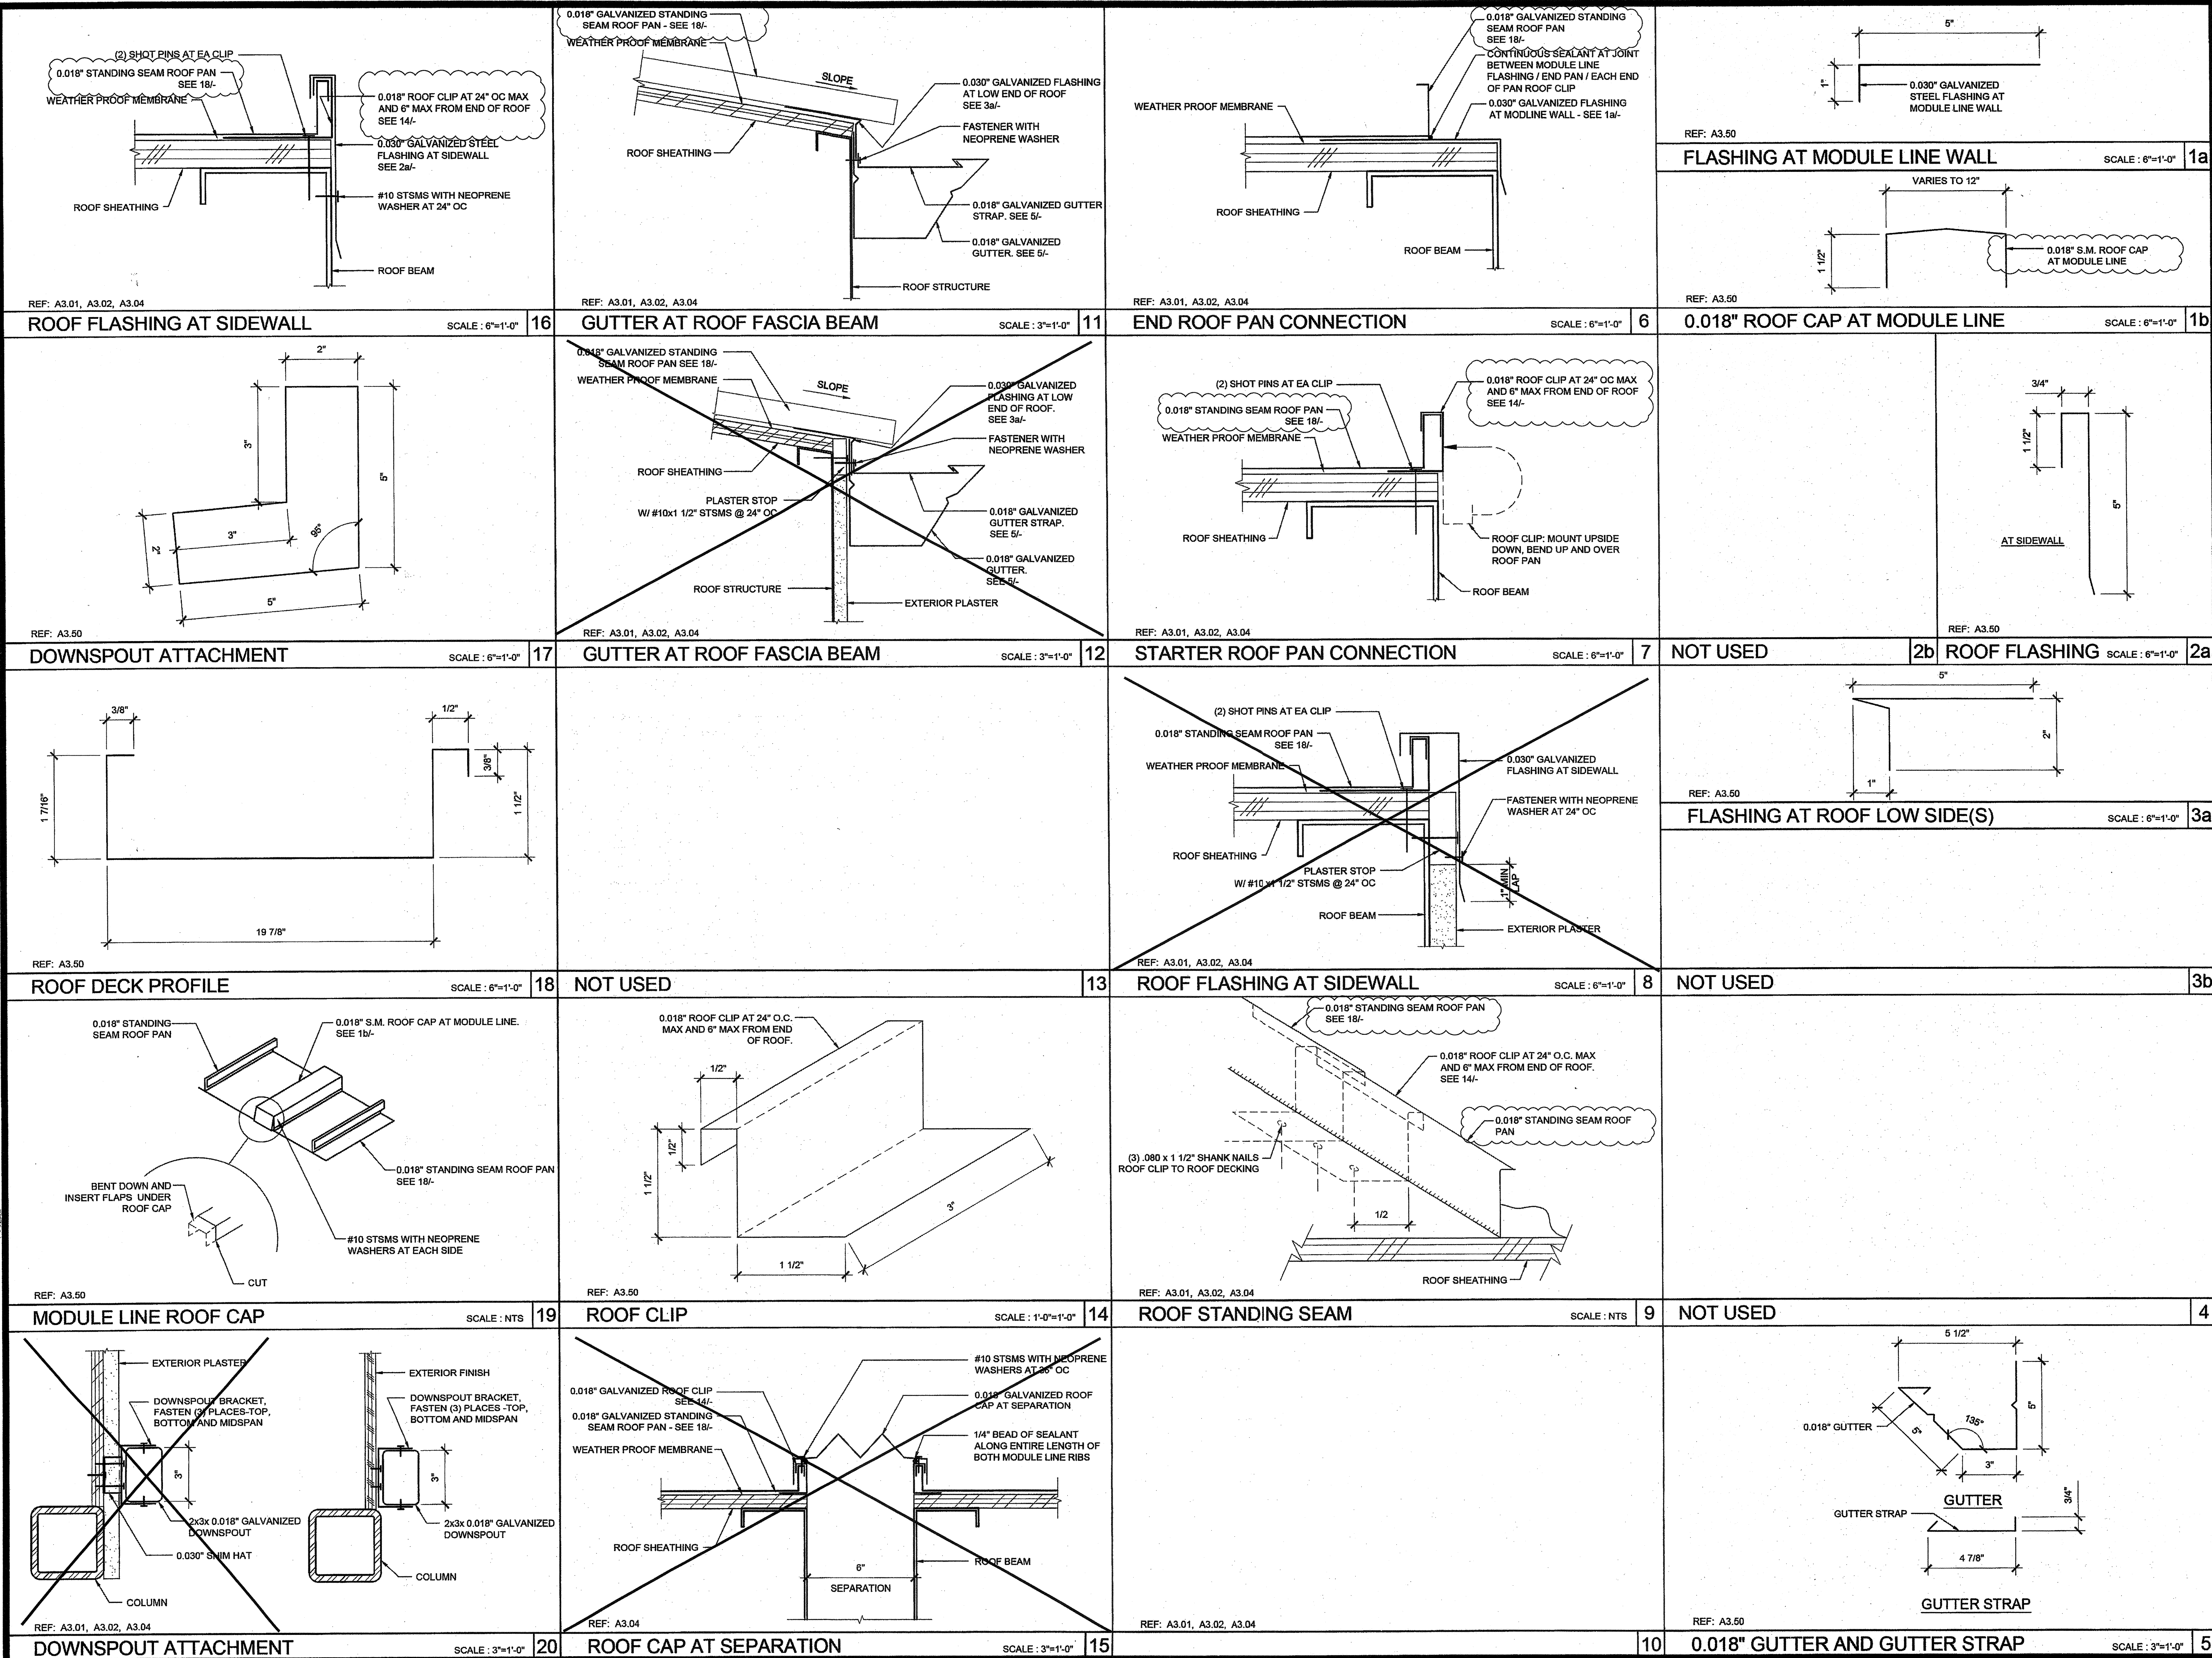 (2) SHOT PINS AT EA CLIP
0.018" STANDING SEAM ROOF PAN
SEE 18/-
WEATHER PROOF MEMBRANE
0.018" ROOF CLIP AT 24" OC MAX
AND 6" MAX FROM END OF ROOF
SEE 14/-
0.030" GALVANIZED STEEL
FLASHING AT SIDEWALL
SEE 2a/-
#10 STSMS WITH NEOPRENE
WASHER AT 24" OC
ROOF SHEATHING
ROOF BEAM
REF: A3.01, A3.02, A3.04
ROOF FLASHING AT SIDEWALL SCALE : 6"=1'-0" 16
0.018" GALVANIZED STANDING
SEAM ROOF PAN - SEE 18/-
WEATHER PROOF MEMBRANE
SLOPE
0.030" GALVANIZED FLASHING
AT LOW END OF ROOF
SEE 3a/-
FASTENER WITH
NEOPRENE WASHER
ROOF SHEATHING
0.018" GALVANIZED GUTTER
STRAP. SEE 5/-
0.018" GALVANIZED
GUTTER. SEE 5/-
ROOF STRUCTURE
REF: A3.01, A3.02, A3.04
GUTTER AT ROOF FASCIA BEAM SCALE : 3"=1'-0" 11
0.018" GALVANIZED STANDING
SEAM ROOF PAN
SEE 18/-
CONTINUOUS SEALANT AT JOINT
BETWEEN MODULE LINE
FLASHING / END PAN / EACH END
OF PAN ROOF CLIP
WEATHER PROOF MEMBRANE
0.030" GALVANIZED FLASHING
AT MODLINE WALL - SEE 1a/-
ROOF SHEATHING
ROOF BEAM
REF: A3.01, A3.02, A3.04
END ROOF PAN CONNECTION SCALE : 6"=1'-0" 6
5"
1"
0.030" GALVANIZED
STEEL FLASHING AT
MODULE LINE WALL
REF: A3.50
FLASHING AT MODULE LINE WALL SCALE : 6"=1'-0" 1a
VARIES TO 12"
1 1/2"
0.018" S.M. ROOF CAP
AT MODULE LINE
REF: A3.50
0.018" ROOF CAP AT MODULE LINE SCALE : 6"=1'-0" 1b
2"
3"
5"
3"
2"
95°
5"
REF: A3.50
DOWNSPOUT ATTACHMENT SCALE : 6"=1'-0" 17
0.018" GALVANIZED STANDING
SEAM ROOF PAN SEE 18/-
WEATHER PROOF MEMBRANE
SLOPE
0.030" GALVANIZED
FLASHING AT LOW
END OF ROOF.
SEE 3a/-
FASTENER WITH
NEOPRENE WASHER
ROOF SHEATHING
PLASTER STOP
W/ #10x1 1/2" STSMS @ 24" OC
0.018" GALVANIZED
GUTTER STRAP.
SEE 5/-
0.018" GALVANIZED
GUTTER.
SEE 5/-
ROOF STRUCTURE
EXTERIOR PLASTER
REF: A3.01, A3.02, A3.04
GUTTER AT ROOF FASCIA BEAM SCALE : 3"=1'-0" 12
(2) SHOT PINS AT EA CLIP
0.018" STANDING SEAM ROOF PAN
SEE 18/-
WEATHER PROOF MEMBRANE
0.018" ROOF CLIP AT 24" OC MAX
AND 6" MAX FROM END OF ROOF
SEE 14/-
ROOF SHEATHING
ROOF CLIP: MOUNT UPSIDE
DOWN, BEND UP AND OVER
ROOF PAN
ROOF BEAM
REF: A3.01, A3.02, A3.04
STARTER ROOF PAN CONNECTION SCALE : 6"=1'-0" 7
NOT USED 2b
3/4"
1 1/2"
5"
AT SIDEWALL
REF: A3.50
ROOF FLASHING SCALE : 6"=1'-0" 2a
3/8"
1/2"
3/8"
1 7/16"
1 1/2"
19 7/8"
REF: A3.50
ROOF DECK PROFILE SCALE : 6"=1'-0" 18
NOT USED 13
(2) SHOT PINS AT EA CLIP
0.018" STANDING SEAM ROOF PAN
SEE 18/-
WEATHER PROOF MEMBRANE
0.030" GALVANIZED
FLASHING AT SIDEWALL
FASTENER WITH NEOPRENE
WASHER AT 24" OC
ROOF SHEATHING
PLASTER STOP
W/ #10 x1 1/2" STSMS @ 24" OC
1" MIN
LAP
ROOF BEAM
EXTERIOR PLASTER
REF: A3.01, A3.02, A3.04
ROOF FLASHING AT SIDEWALL SCALE : 6"=1'-0" 8
5"
2"
1"
REF: A3.50
FLASHING AT ROOF LOW SIDE(S) SCALE : 6"=1'-0" 3a
NOT USED 3b
0.018" STANDING
SEAM ROOF PAN
0.018" S.M. ROOF CAP AT MODULE LINE.
SEE 1b/-
0.018" STANDING SEAM ROOF PAN
SEE 18/-
BENT DOWN AND
INSERT FLAPS UNDER
ROOF CAP
#10 STSMS WITH NEOPRENE
WASHERS AT EACH SIDE
CUT
REF: A3.50
MODULE LINE ROOF CAP SCALE : NTS 19
0.018" ROOF CLIP AT 24" O.C.
MAX AND 6" MAX FROM END
OF ROOF.
1/2"
1/2"
1 1/2"
3"
1 1/2"
REF: A3.50
ROOF CLIP SCALE : 1'-0"=1'-0" 14
0.018" STANDING SEAM ROOF PAN
SEE 18/-
0.018" ROOF CLIP AT 24" O.C. MAX
AND 6" MAX FROM END OF ROOF.
SEE 14/-
0.018" STANDING SEAM ROOF
PAN
(3) .080 x 1 1/2" SHANK NAILS
ROOF CLIP TO ROOF DECKING
1/2
ROOF SHEATHING
REF: A3.01, A3.02, A3.04
ROOF STANDING SEAM SCALE : NTS 9
NOT USED 4
EXTERIOR PLASTER
DOWNSPOUT BRACKET,
FASTEN (3) PLACES-TOP,
BOTTOM AND MIDSPAN
3"
2x3x 0.018" GALVANIZED
DOWNSPOUT
0.030" SHIM HAT
COLUMN
EXTERIOR FINISH
DOWNSPOUT BRACKET,
FASTEN (3) PLACES -TOP,
BOTTOM AND MIDSPAN
3"
2x3x 0.018" GALVANIZED
DOWNSPOUT
COLUMN
REF: A3.01, A3.02, A3.04
DOWNSPOUT ATTACHMENT SCALE : 3"=1'-0" 20
#10 STSMS WITH NEOPRENE
WASHERS AT 36" OC
0.018" GALVANIZED ROOF CLIP
SEE 14/-
0.018" GALVANIZED STANDING
SEAM ROOF PAN - SEE 18/-
WEATHER PROOF MEMBRANE
0.018" GALVANIZED ROOF
CAP AT SEPARATION
1/4" BEAD OF SEALANT
ALONG ENTIRE LENGTH OF
BOTH MODULE LINE RIBS
ROOF SHEATHING
6"
SEPARATION
ROOF BEAM
REF: A3.04
ROOF CAP AT SEPARATION SCALE : 3"=1'-0" 15
REF: A3.01, A3.02, A3.04
10
5 1/2"
5"
0.018" GUTTER
135°
5"
3"
GUTTER
3/4"
GUTTER STRAP
4 7/8"
GUTTER STRAP
REF: A3.50
0.018" GUTTER AND GUTTER STRAP SCALE : 3"=1'-0" 5